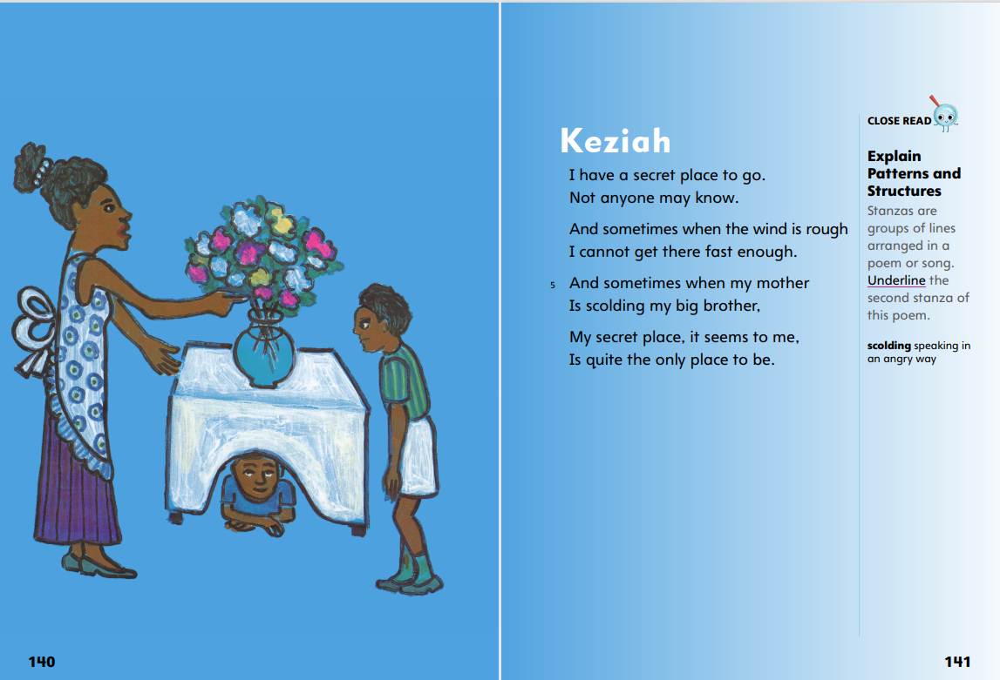 140
Keziah
I have a secret place to go.
Not anyone may know.
And sometimes when the wind is rough
I cannot get there fast enough.
5 And sometimes when my mother
Is scolding my big brother,
My secret place, it seems to me,
Is quite the only place to be.
CLOSE READ
Explain
Patterns and
Structures
Stanzas are
groups of lines
arranged in a
poem or song.
Underline the
second stanza of
this poem.
scolding speaking in
an angry way
141